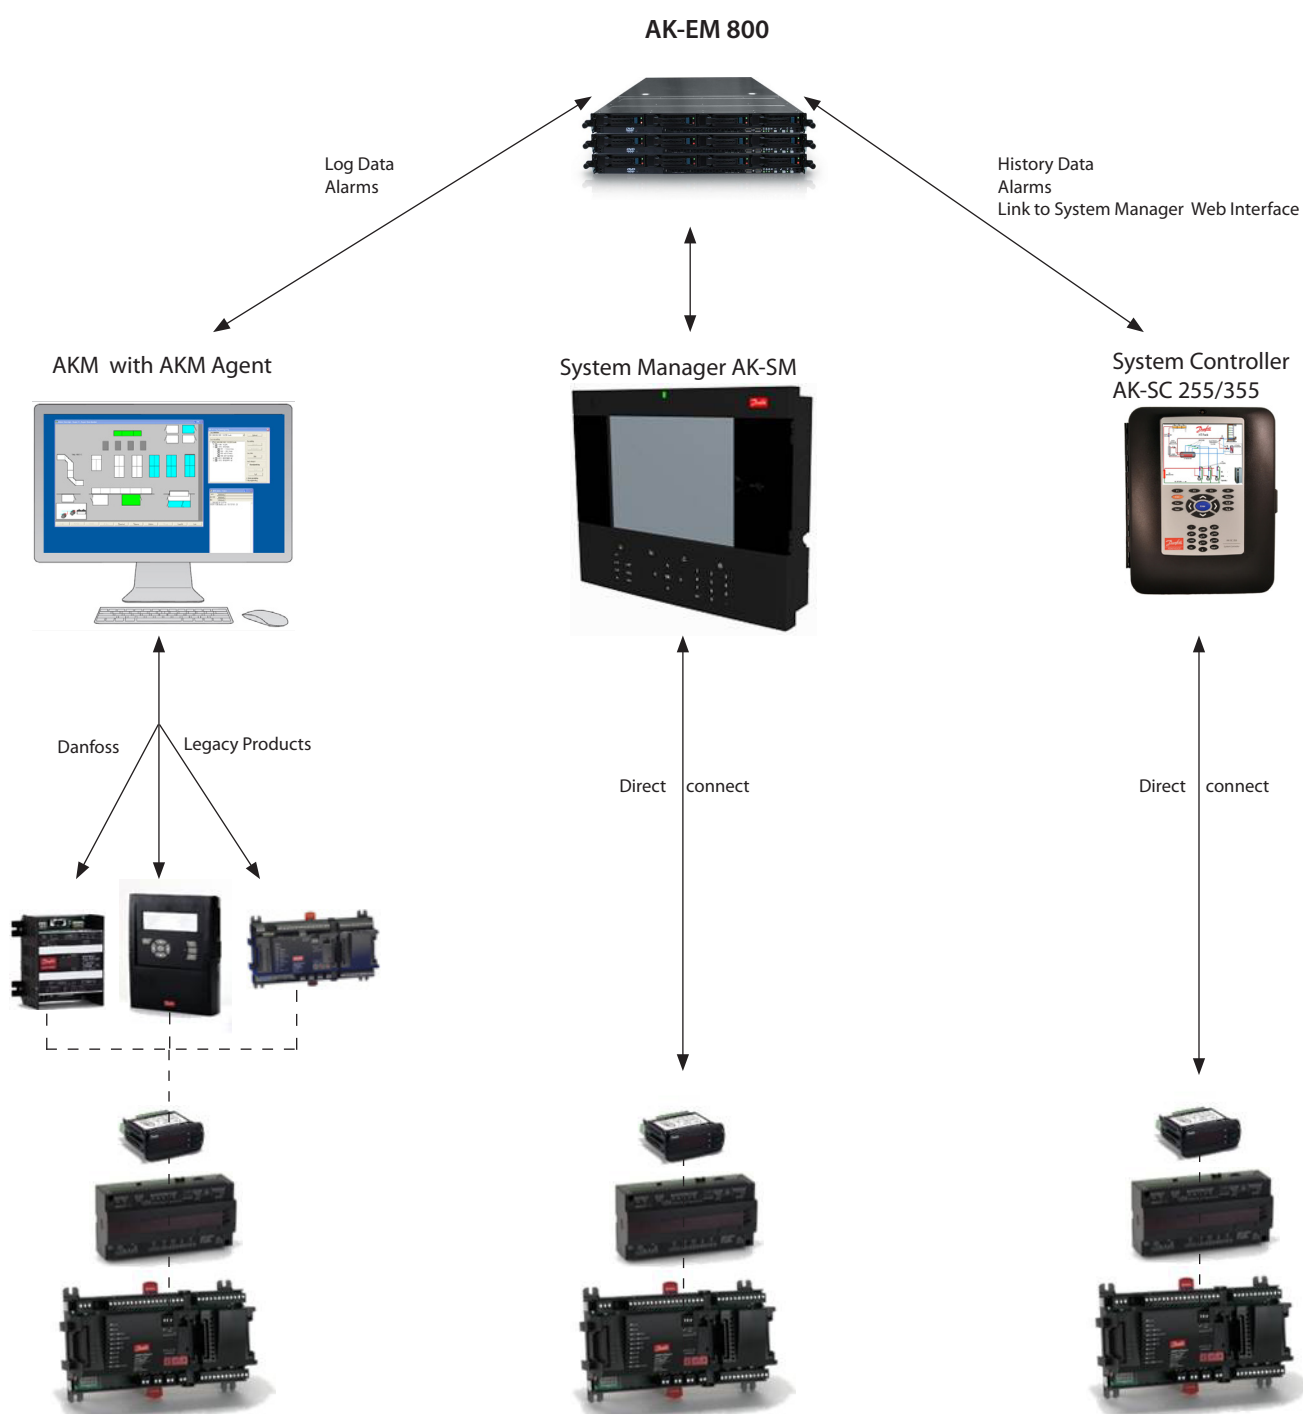 AK-EM 800
Log Data
Alarms
History Data
Alarms
Link to System Manager Web Interface
AKM with AKM Agent
System Manager AK-SM
System Controller
AK-SC 255/355
Danfoss
Legacy Products
Direct connect
Direct connect